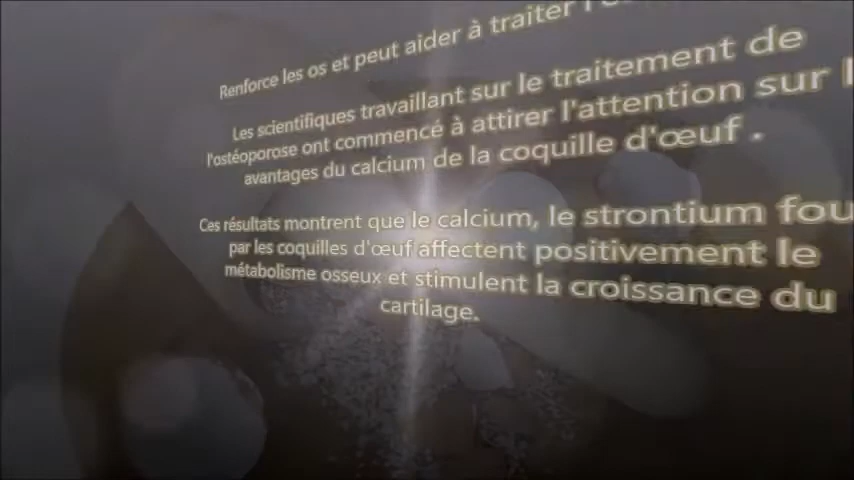 Renforce les os et peut aider à traiter
Les scientifiques travaillant sur le traitement de
l'ostéoporose ont commencé à attirer l'attention sur
avantages du calcium de la coquille d'œuf .
Ces résultats montrent que le calcium, le strontium
par les coquilles d'œuf affectent positivement le
métabolisme osseux et stimulent la croissance du
cartilage.